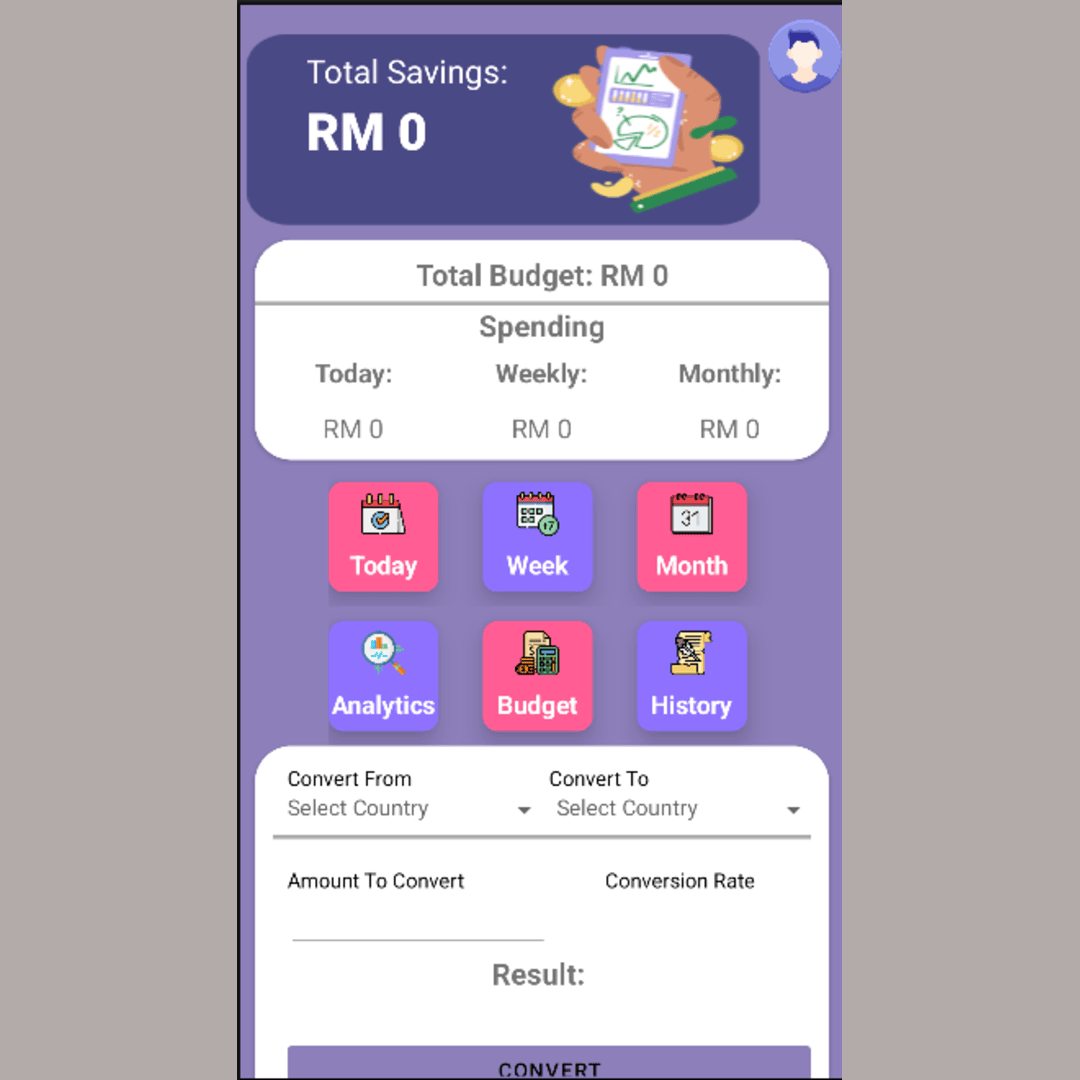 Total Savings:
RM 0
Total Budget: RM 0
Spending
Today: Weekly: Monthly:
RM 0 RM 0 RM 0
17 31
Today Week Month
Analytics Budget History
Convert From Convert To
Select Country Select Country
Amount To Convert Conversion Rate
Result:
CONVERT